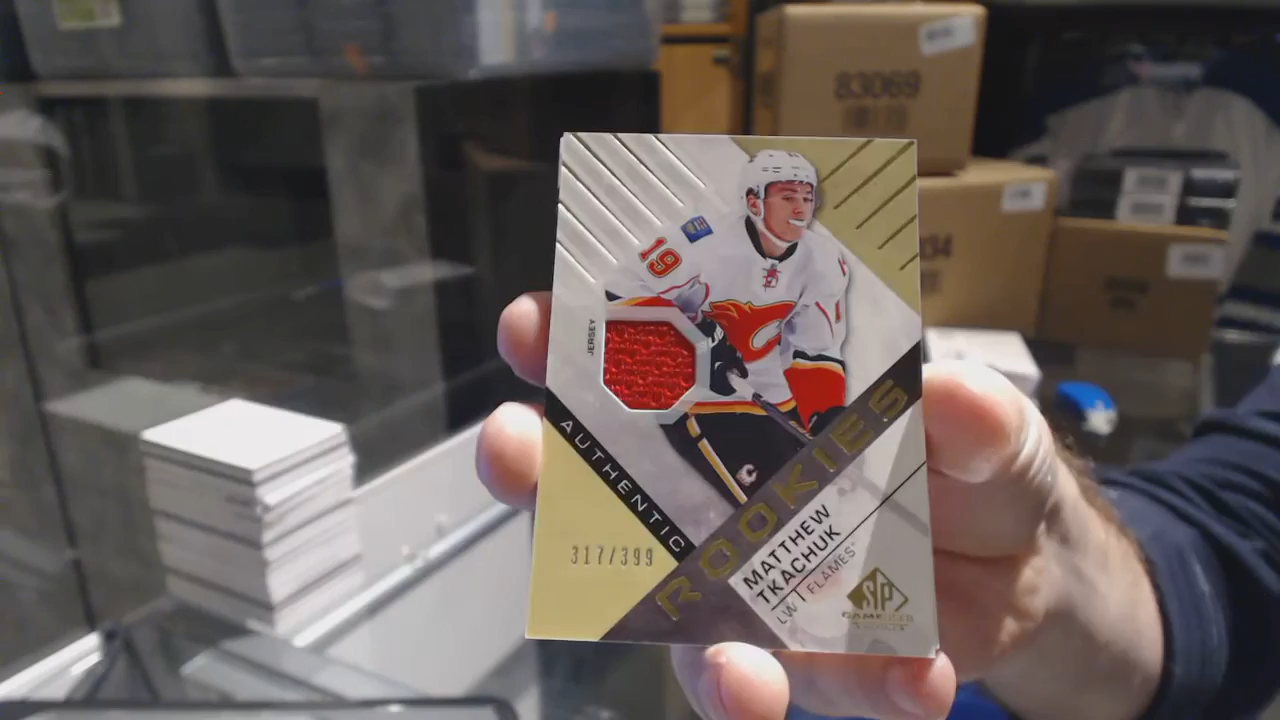 83069
19
JERSEY
AUTHENTIC
ROOKIES
317/399
MATTHEW
TKACHUK
LW | FLAMES
SP
GAME USED